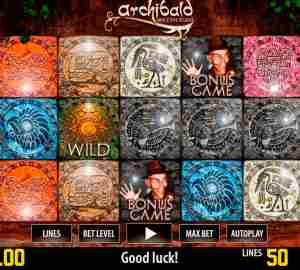 archibald
BONUS
GAME
WILD
BONUS
GAME
LINES
BET LEVEL
MAX BET
AUTOPLAY
.00
Good luck!
LINES
50